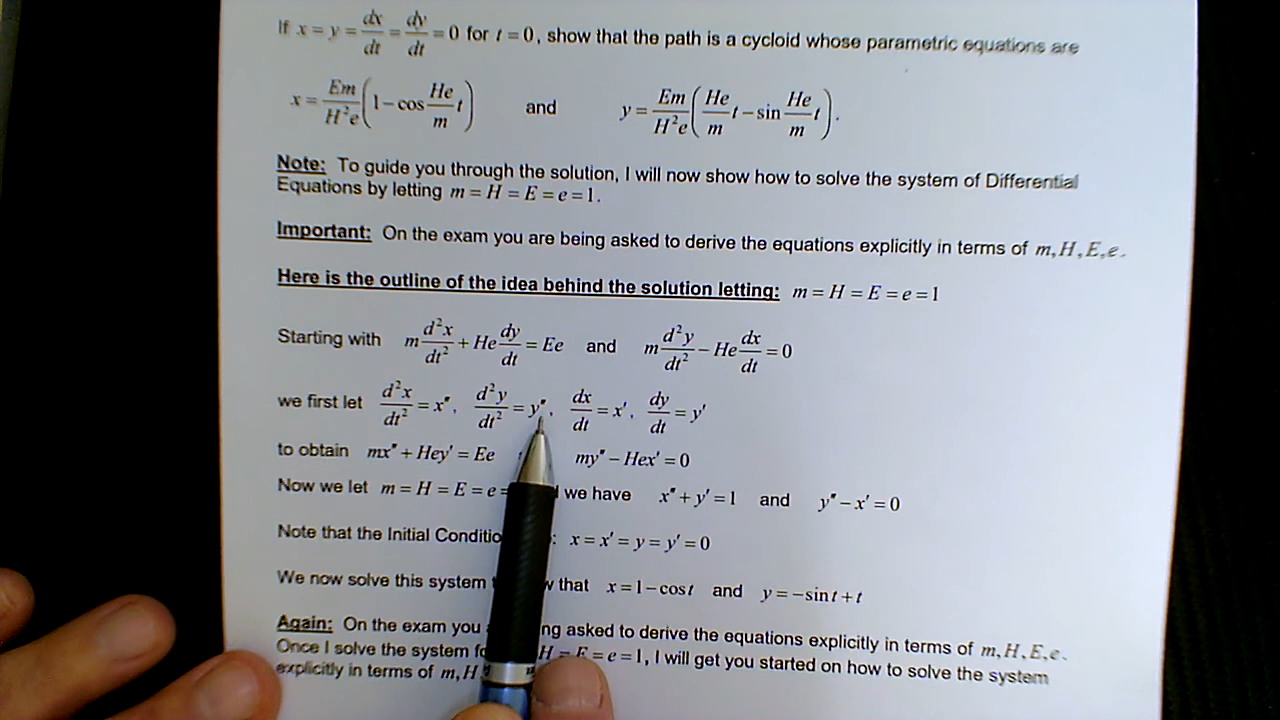 If x = y = dx/dt = dy/dt = 0 for t = 0, show that the path is a cycloid whose parametric equations are
x = Em/H²e (1 − cos He/m t) and y = Em/H²e (He/m t − sin He/m t).
Note: To guide you through the solution, I will now show how to solve the system of Differential
Equations by letting m = H = E = e = 1.
Important: On the exam you are being asked to derive the equations explicitly in terms of m, H, E, e.
Here is the outline of the idea behind the solution letting: m = H = E = e = 1
Starting with m d²x/dt² + He dy/dt = Ee and m d²y/dt² − He dx/dt = 0
we first let d²x/dt² = x″, d²y/dt² = y″, dx/dt = x′, dy/dt = y′
to obtain mx″ + Hey′ = Ee my″ − Hex′ = 0
Now we let m = H = E = e = we have x″ + y′ = 1 and y″ − x′ = 0
Note that the Initial : x = x′ = y = y′ = 0
We now solve this system that x = 1 − cos t and y = −sin t + t
Again: On the exam you asked to derive the equations explicitly in terms of m, H, E, e.
Once I solve the system H = E = e = 1, I will get you started on how to solve the system
explicitly in terms of m, H